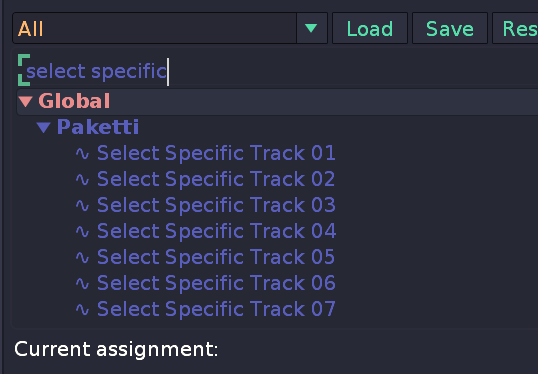 All Load Save Res
select specific
Global
Paketti
Select Specific Track 01
Select Specific Track 02
Select Specific Track 03
Select Specific Track 04
Select Specific Track 05
Select Specific Track 06
Select Specific Track 07
Current assignment: